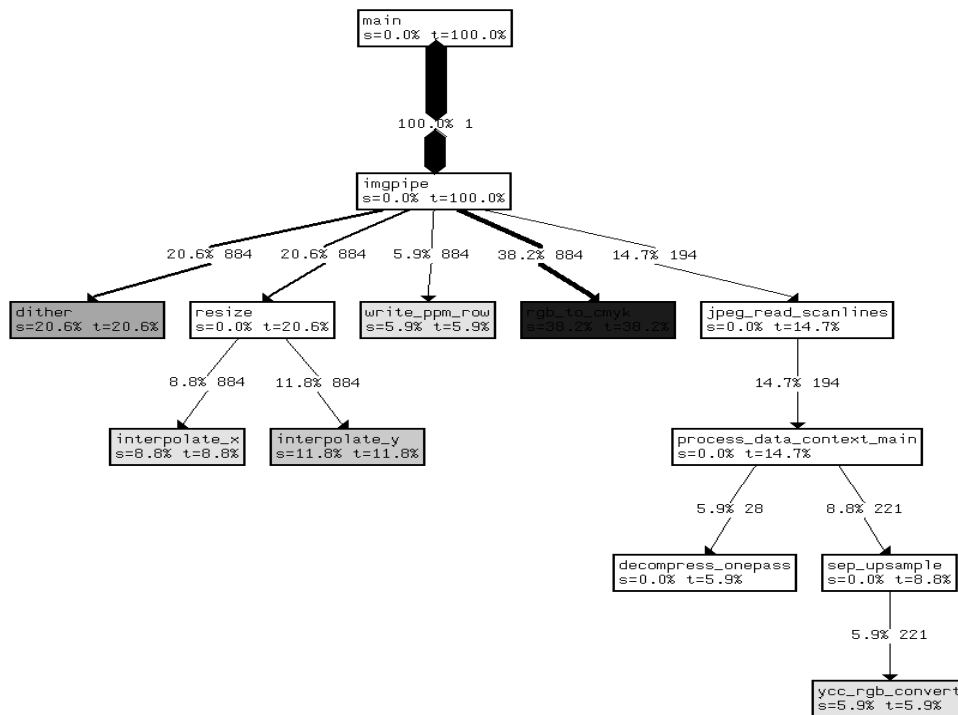 main
s=0.0% t=100.0%
100.0% 1
imgpipe
s=0.0% t=100.0%
20.6% 884
20.6% 884
5.9% 884
38.2% 884
14.7% 194
dither
s=20.6% t=20.6%
resize
s=0.0% t=20.6%
write_ppm_row
s=5.9% t=5.9%
rgb_to_cmyk
s=38.2% t=38.2%
jpeg_read_scanlines
s=0.0% t=14.7%
8.8% 884
11.8% 884
14.7% 194
interpolate_x
s=8.8% t=8.8%
interpolate_y
s=11.8% t=11.8%
process_data_context_main
s=0.0% t=14.7%
5.9% 28
8.8% 221
decompress_onepass
s=0.0% t=5.9%
sep_upsample
s=0.0% t=8.8%
5.9% 221
ycc_rgb_convert
s=5.9% t=5.9%